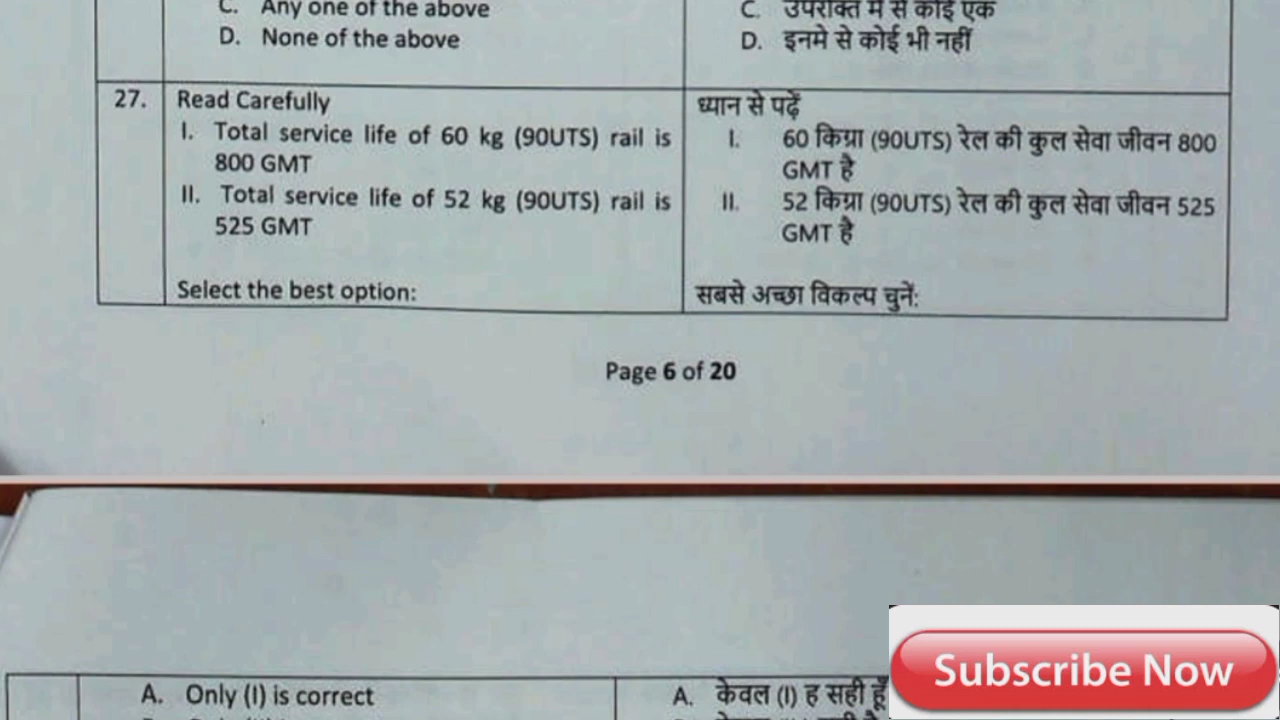 C. Any one of the above
D. None of the above
C. उपरोक्त में से कोई एक
D. इनमे से कोई भी नहीं
27. Read Carefully
I. Total service life of 60 kg (90UTS) rail is
800 GMT
II. Total service life of 52 kg (90UTS) rail is
525 GMT
Select the best option:
ध्यान से पढ़ें
I. 60 किग्रा (90UTS) रेल की कुल सेवा जीवन 800
GMT है
II. 52 किग्रा (90UTS) रेल की कुल सेवा जीवन 525
GMT है
सबसे अच्छा विकल्प चुनें:
Page 6 of 20
A. Only (I) is correct
A. केवल (I) ह सही हूँ
Subscribe Now